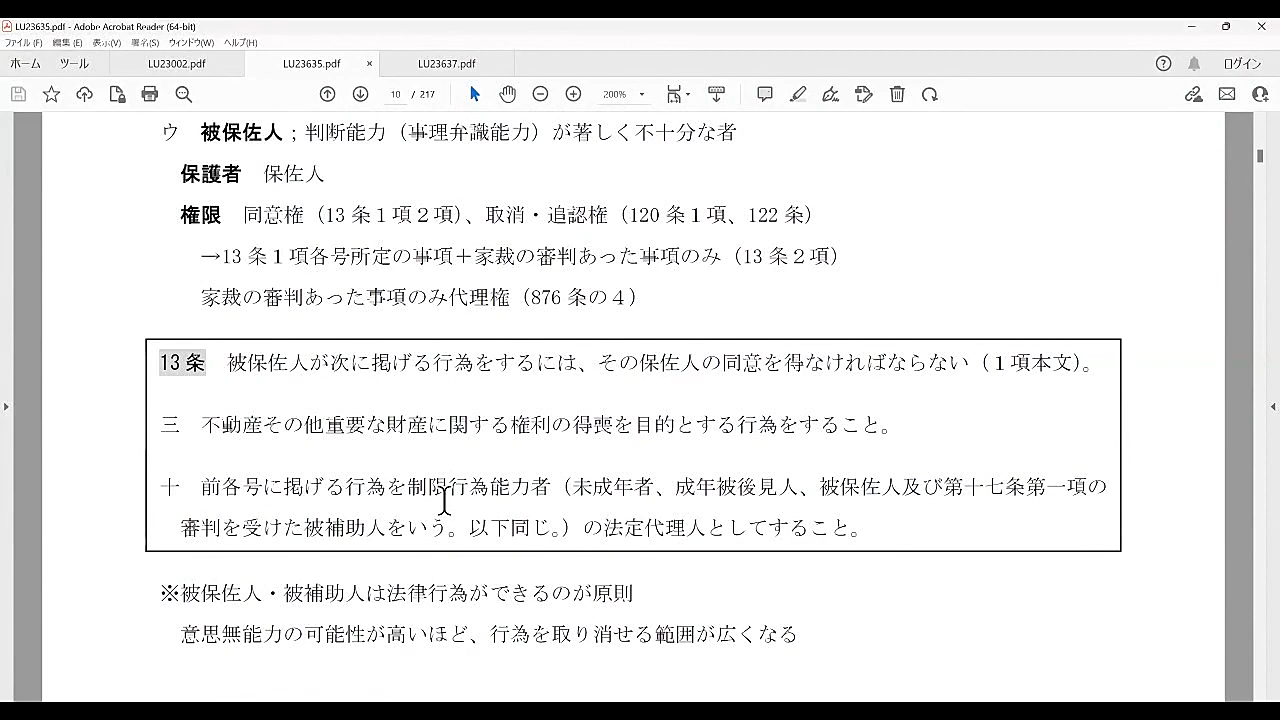 LU23635.pdf - Adobe Acrobat Reader (64-bit)
ファイル(F) 編集(E) 表示(V) 署名(S) ウィンドウ(W) ヘルプ(H)
ホーム ツール LU23002.pdf LU23635.pdf × LU23637.pdf ログイン
10 / 217 200%
ウ 被保佐人；判断能力（事理弁識能力）が著しく不十分な者
保護者 保佐人
権限 同意権（13 条１項２項）、取消・追認権（120 条１項、122 条）
→13 条１項各号所定の事項＋家裁の審判あった事項のみ（13 条２項）
家裁の審判あった事項のみ代理権（876 条の４）
13 条 被保佐人が次に掲げる行為をするには、その保佐人の同意を得なければならない（１項本文）。
三 不動産その他重要な財産に関する権利の得喪を目的とする行為をすること。
十 前各号に掲げる行為を制限行為能力者（未成年者、成年被後見人、被保佐人及び第十七条第一項の
審判を受けた被補助人をいう。以下同じ。）の法定代理人としてすること。
※被保佐人・被補助人は法律行為ができるのが原則
意思無能力の可能性が高いほど、行為を取り消せる範囲が広くなる